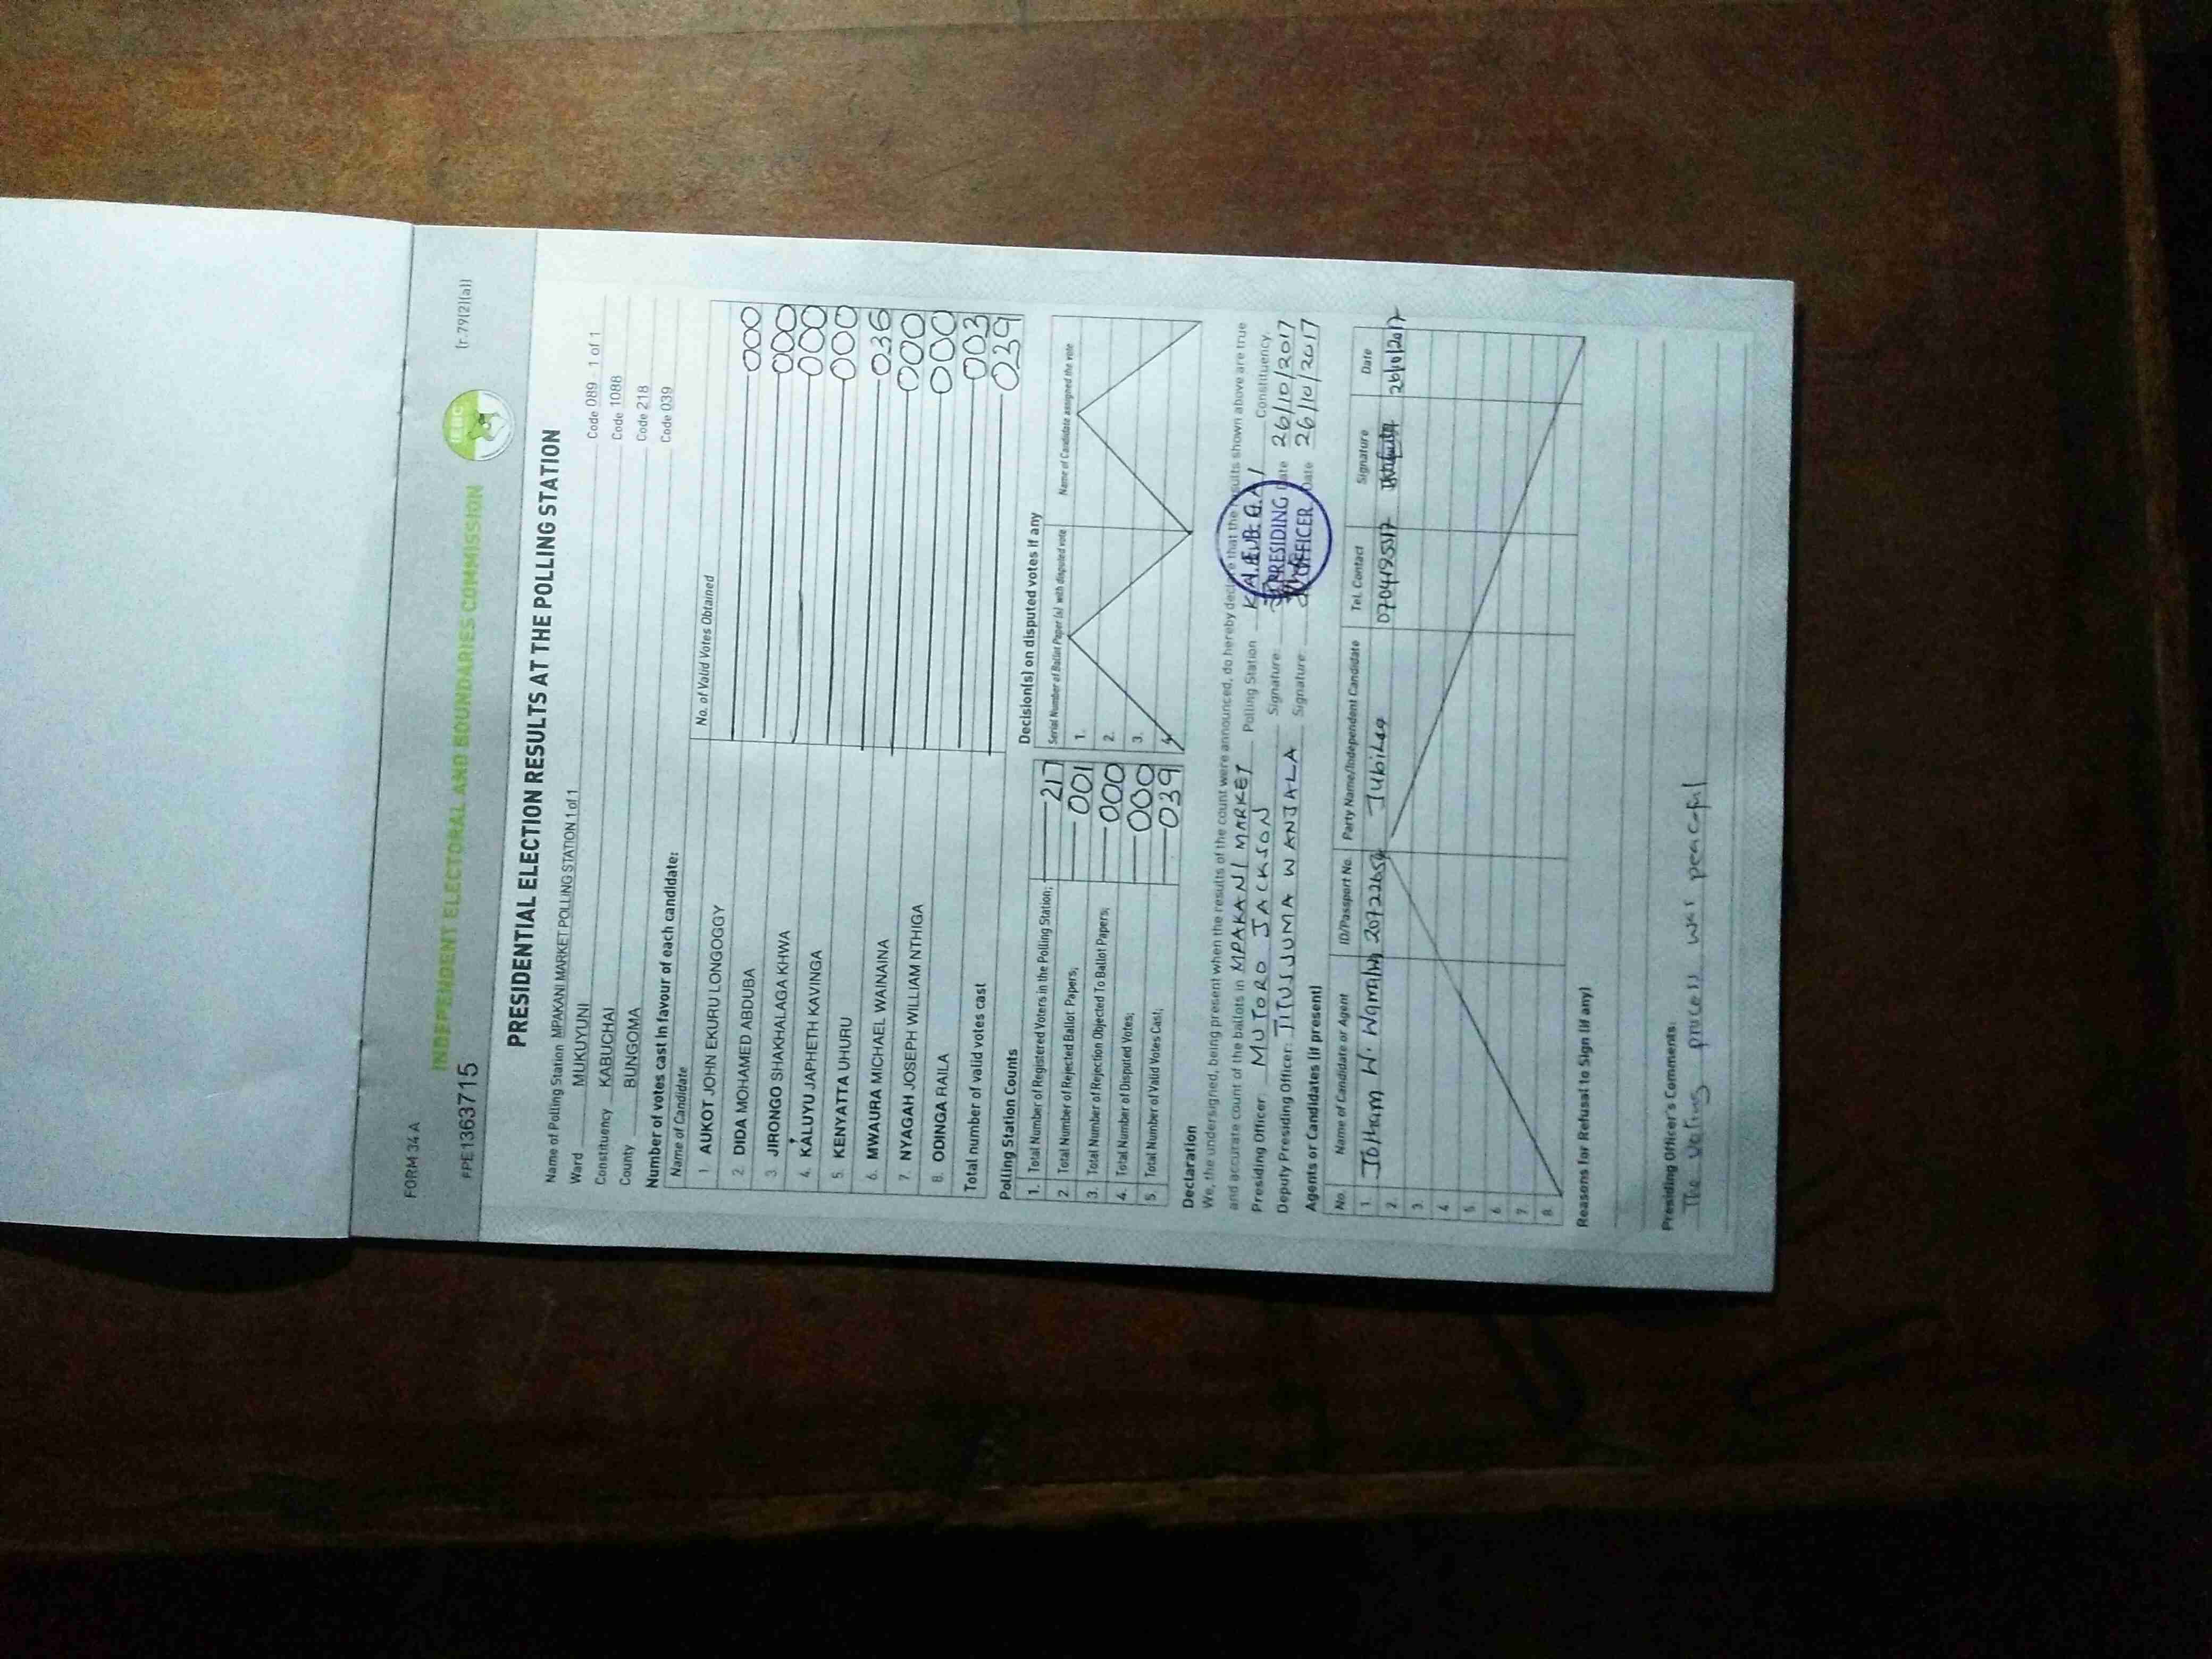 FORM 34 A
[r.79(2)(a)]
INDEPENDENT ELECTORAL AND BOUNDARIES COMMISSION
IEBC
FPE1363715
PRESIDENTIAL ELECTION RESULTS AT THE POLLING STATION
Name of Polling Station MPAKANI MARKET POLLING STATION 1 of 1 Code 089 - 1 of 1
Ward MUKUYUNI Code 1088
Constituency KABUCHAI Code 218
County BUNGOMA Code 039
Number of votes cast in favour of each candidate:
Name of Candidate No. of Valid Votes Obtained
1 AUKOT JOHN EKURU LONGOGGY 000
2. DIDA MOHAMED ABDUBA 000
3. JIRONGO SHAKHALAGA KHWA 000
4. KALUYU JAPHETH KAVINGA 000
5. KENYATTA UHURU 036
6. MWAURA MICHAEL WAINAINA 000
7. NYAGAH JOSEPH WILLIAM NTHIGA 000
8. ODINGA RAILA 003
Total number of valid votes cast 039
Polling Station Counts
1. Total Number of Registered Voters in the Polling Station; 217
2. Total Number of Rejected Ballot Papers; 001
3. Total Number of Rejection Objected To Ballot Papers; 000
4. Total Number of Disputed Votes; 000
5. Total Number of Valid Votes Cast; 039
Decision(s) on disputed votes if any
Serial Number of Ballot Paper (s) with disputed vote Name of Candidate assigned the vote
1.
2.
3.
4.
Declaration
We, the undersigned, being present when the results of the count were announced, do hereby declare that the results shown above are true
and accurate count of the ballots in MPAKANI MARKET Polling Station Constituency.
Presiding Officer: MUTORO JACKSON Signature: Date 26/10/2017
Deputy Presiding Officer: TITUS JUMA WANJALA Signature: Date 26/10/2017
PRESIDING
OFFICER
Agents or Candidates (if present)
No. Name of Candidate or Agent ID/Passport No. Party Name/Independent Candidate Tel. Contact Signature Date
1. Jotham W. Jubilee 26/10/2017
2.
3.
4.
5.
6.
7.
8.
Reasons for Refusal to Sign (if any)
Presiding Officer's Comments:
The voting process was peaceful